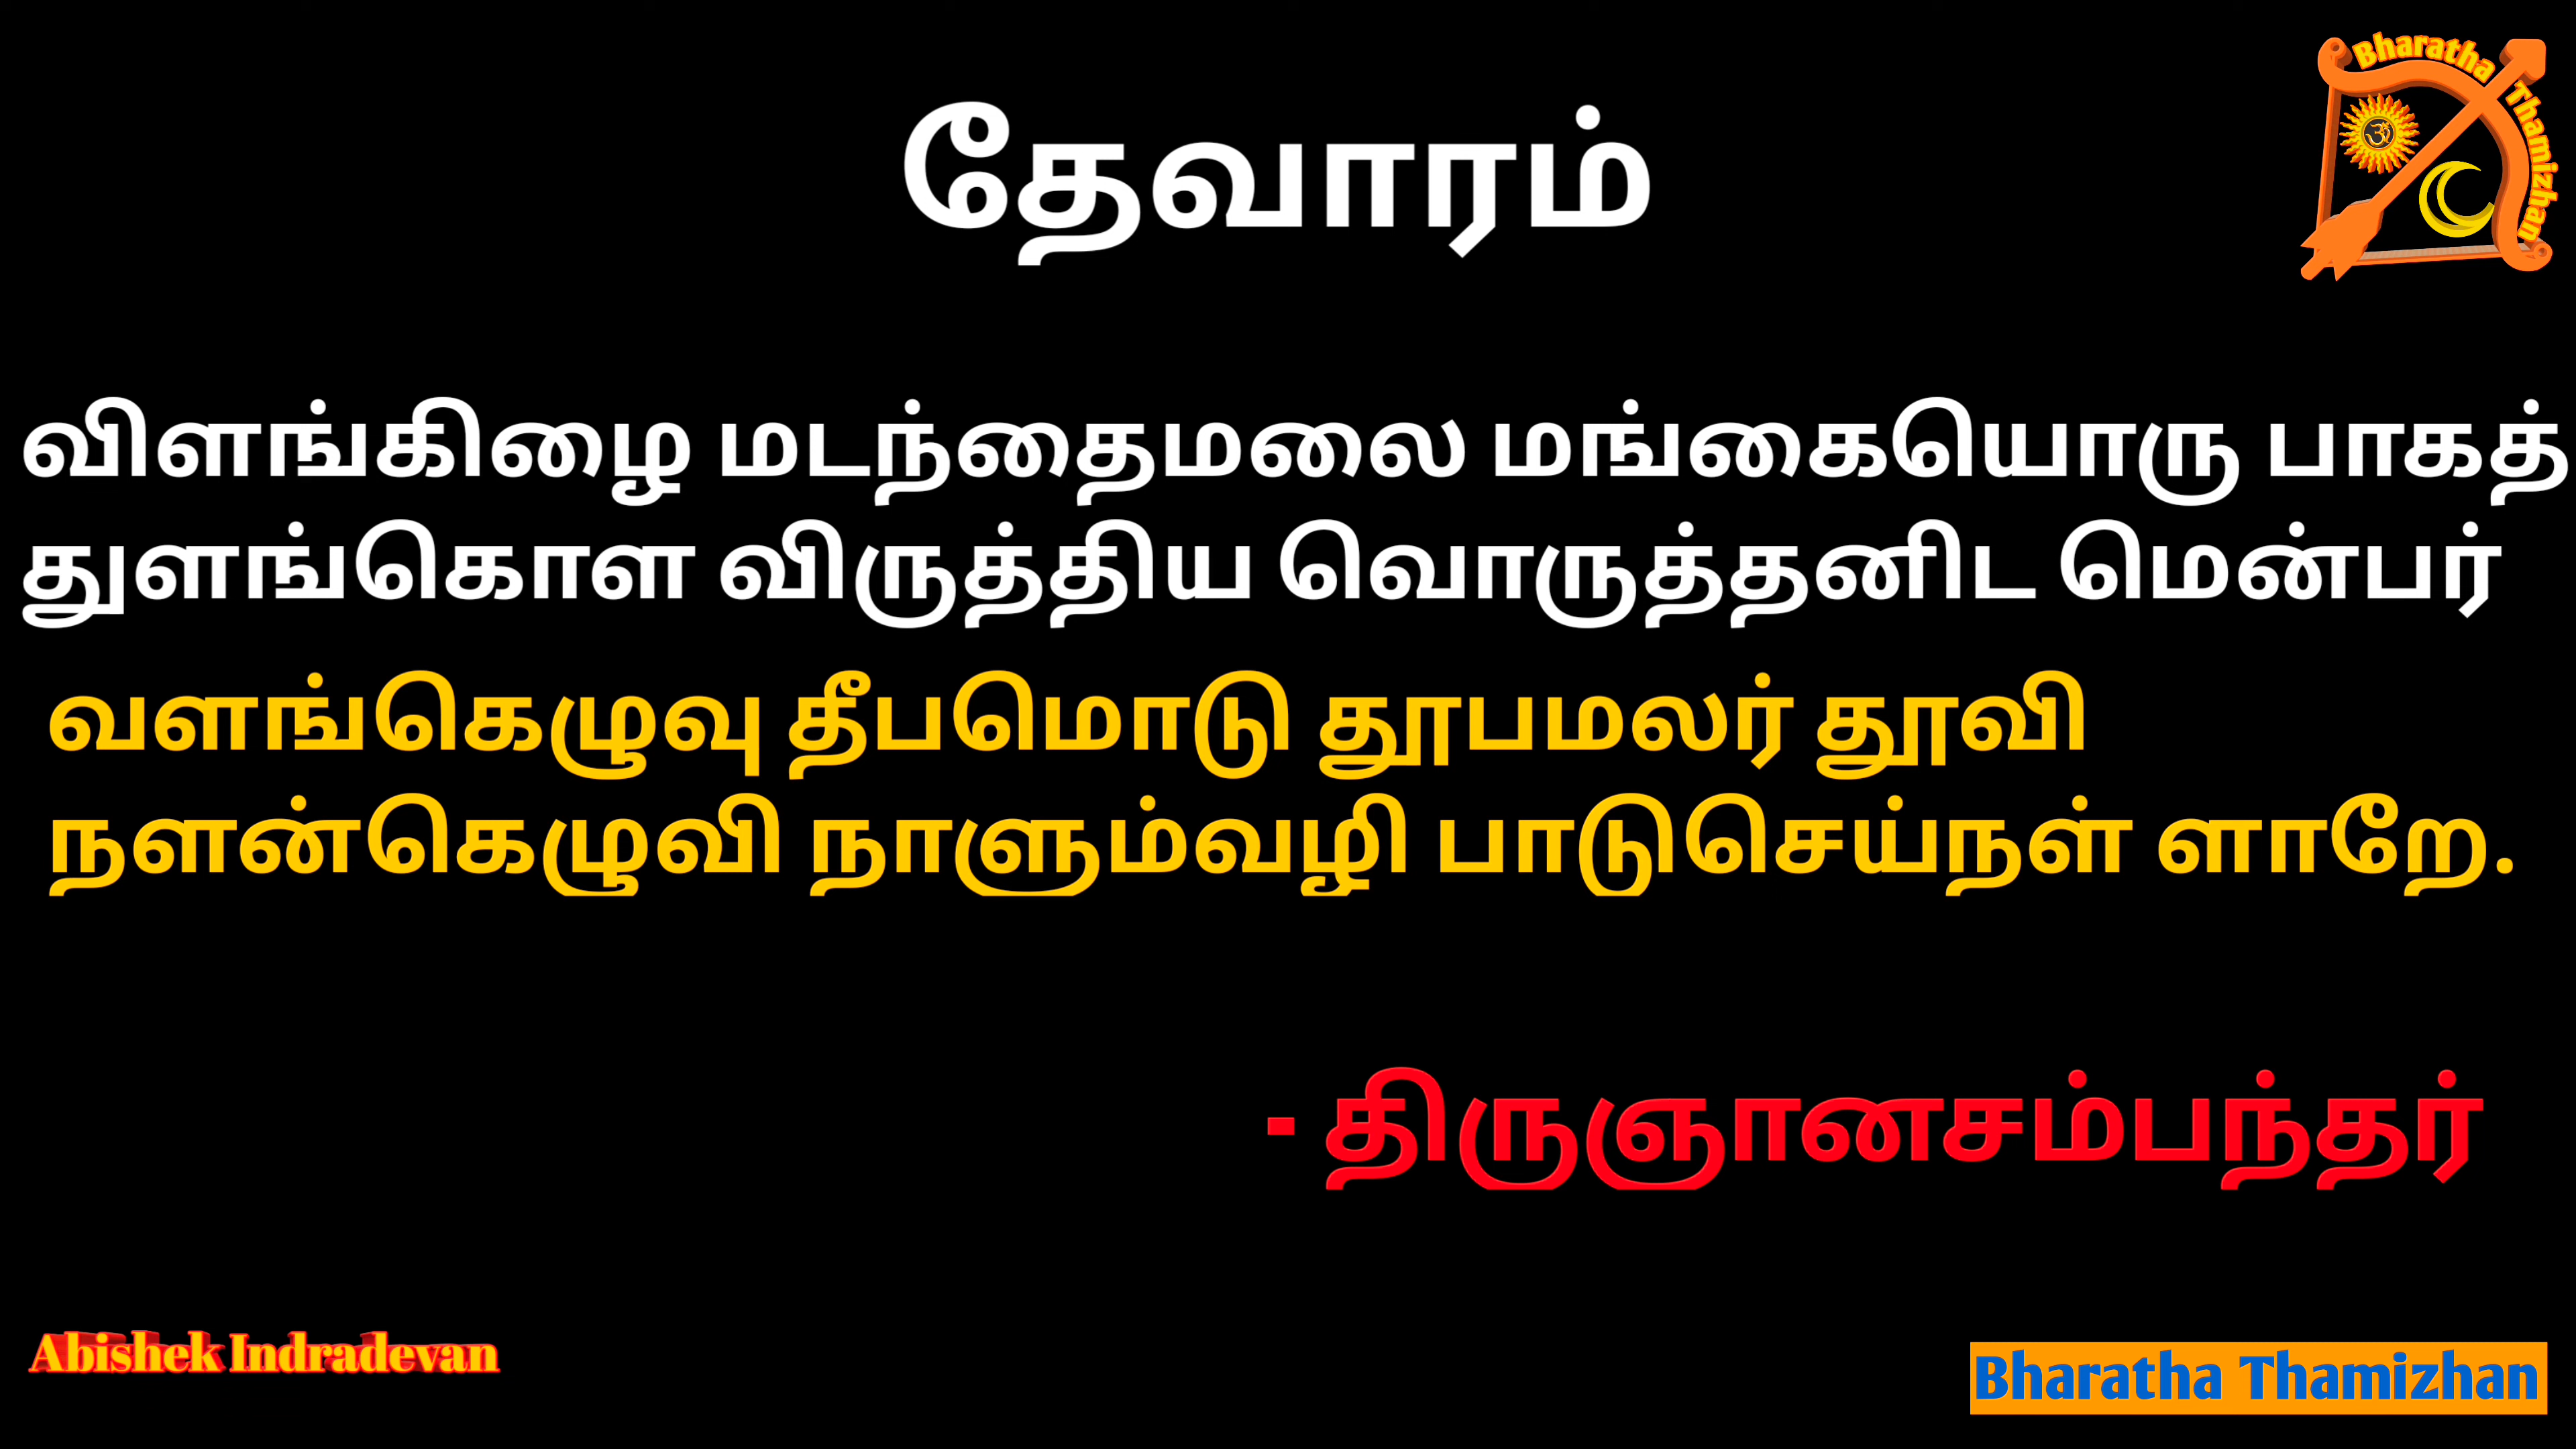 Bharatha Thamizhan
தேவாரம்
விளங்கிழை மடந்தைமலை மங்கையொரு பாகத்
துளங்கொள விருத்திய வொருத்தனிட மென்பர்
வளங்கெழுவு தீபமொடு தூபமலர் தூவி
நளன்கெழுவி நாளும்வழி பாடுசெய்நள் ளாறே.
- திருஞானசம்பந்தர்
Abishek Indradevan
Bharatha Thamizhan